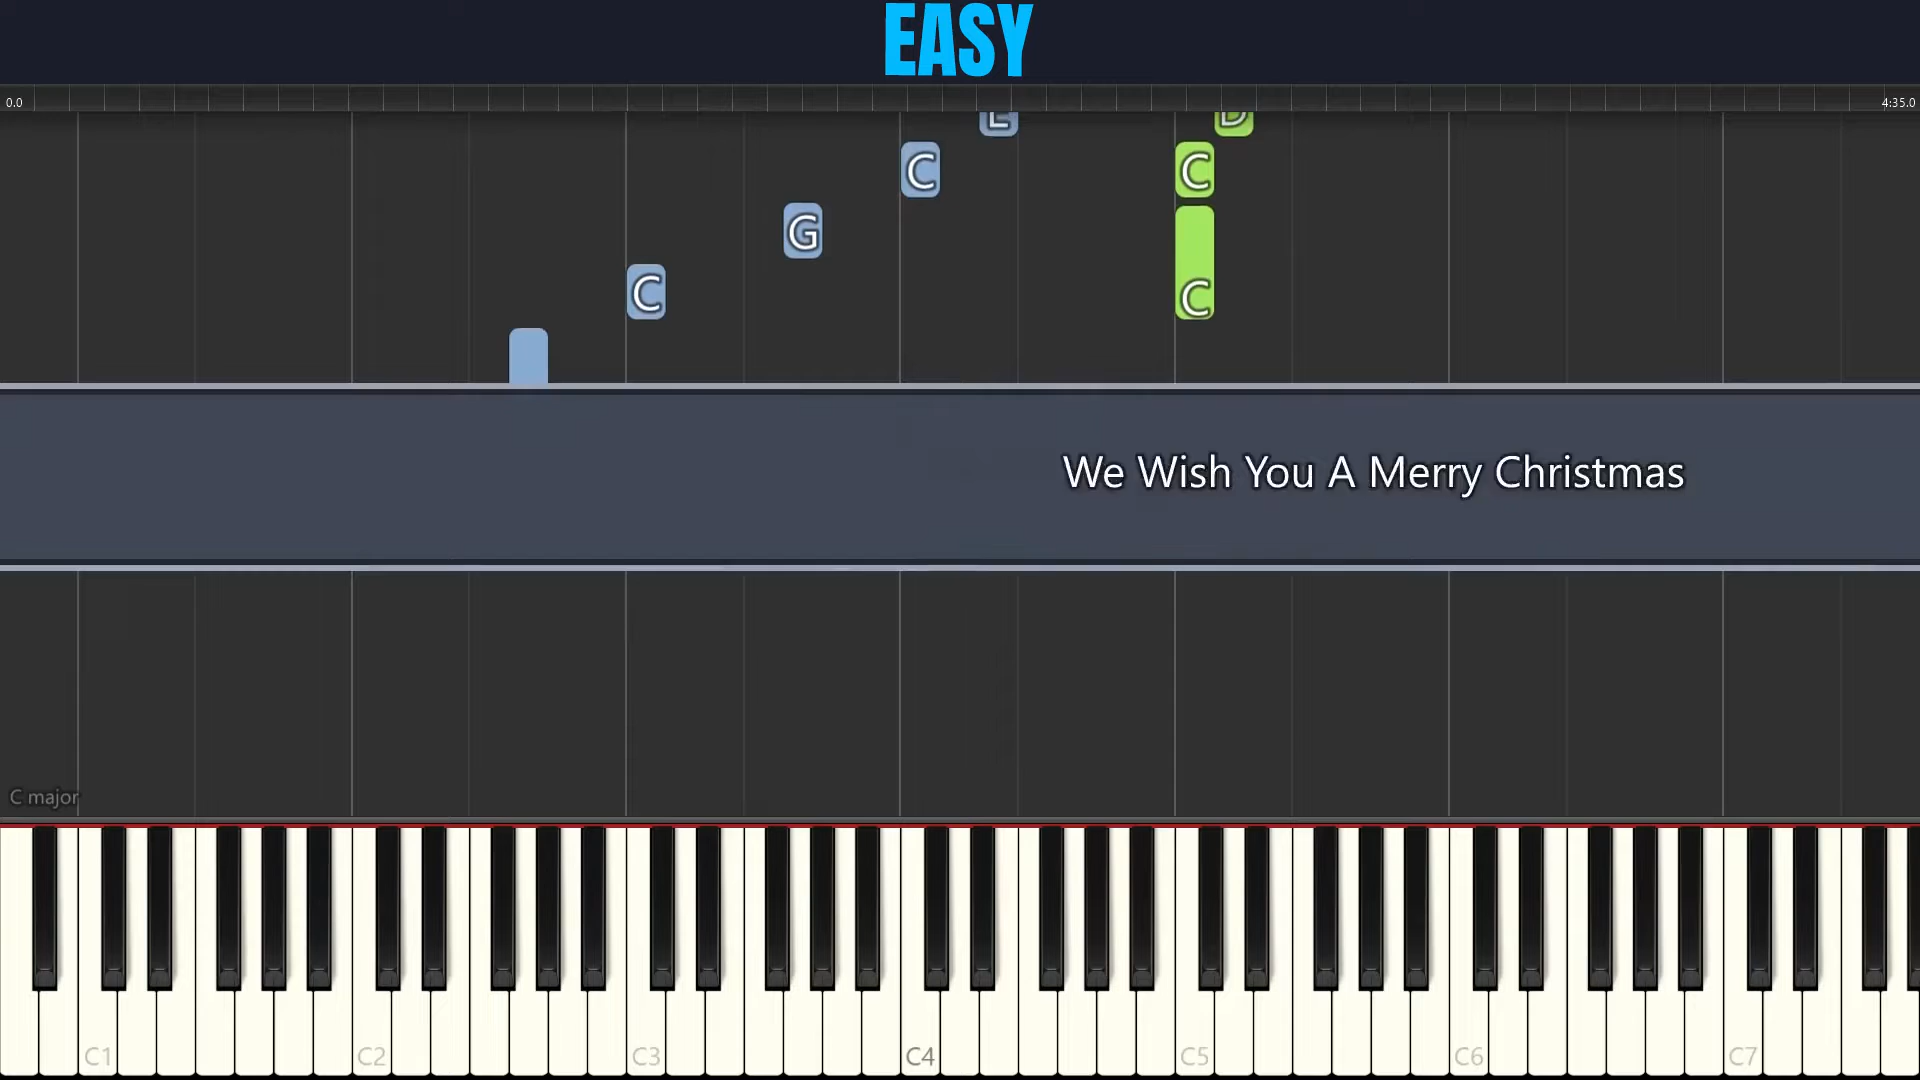 EASY
0.0 4:35.0
E D
C C
G
C C
We Wish You A Merry Christmas
C major
C1 C2 C3 C4 C5 C6 C7